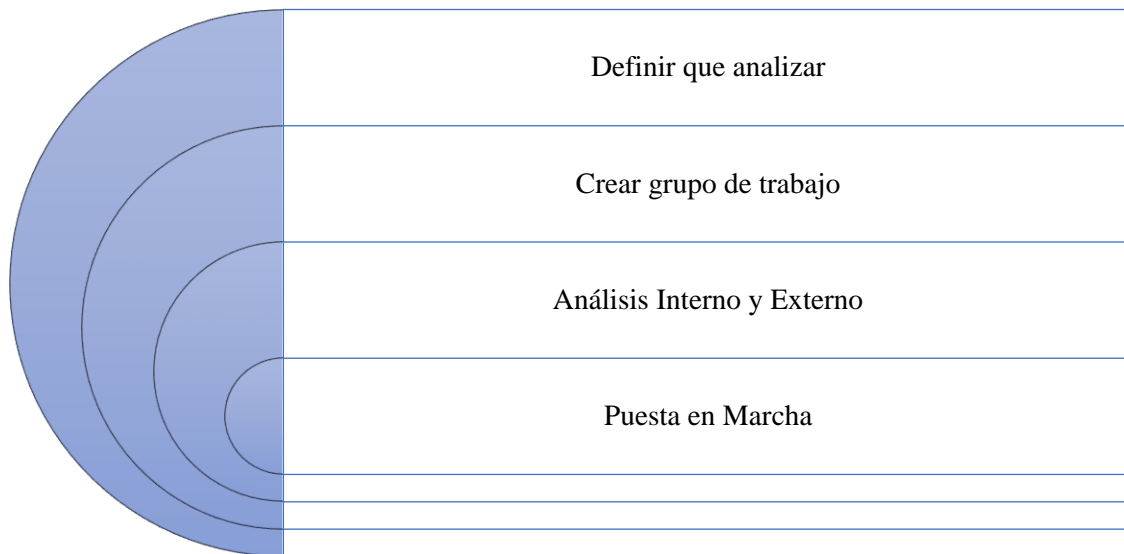 Definir que analizar
Crear grupo de trabajo
Análisis Interno y Externo
Puesta en Marcha